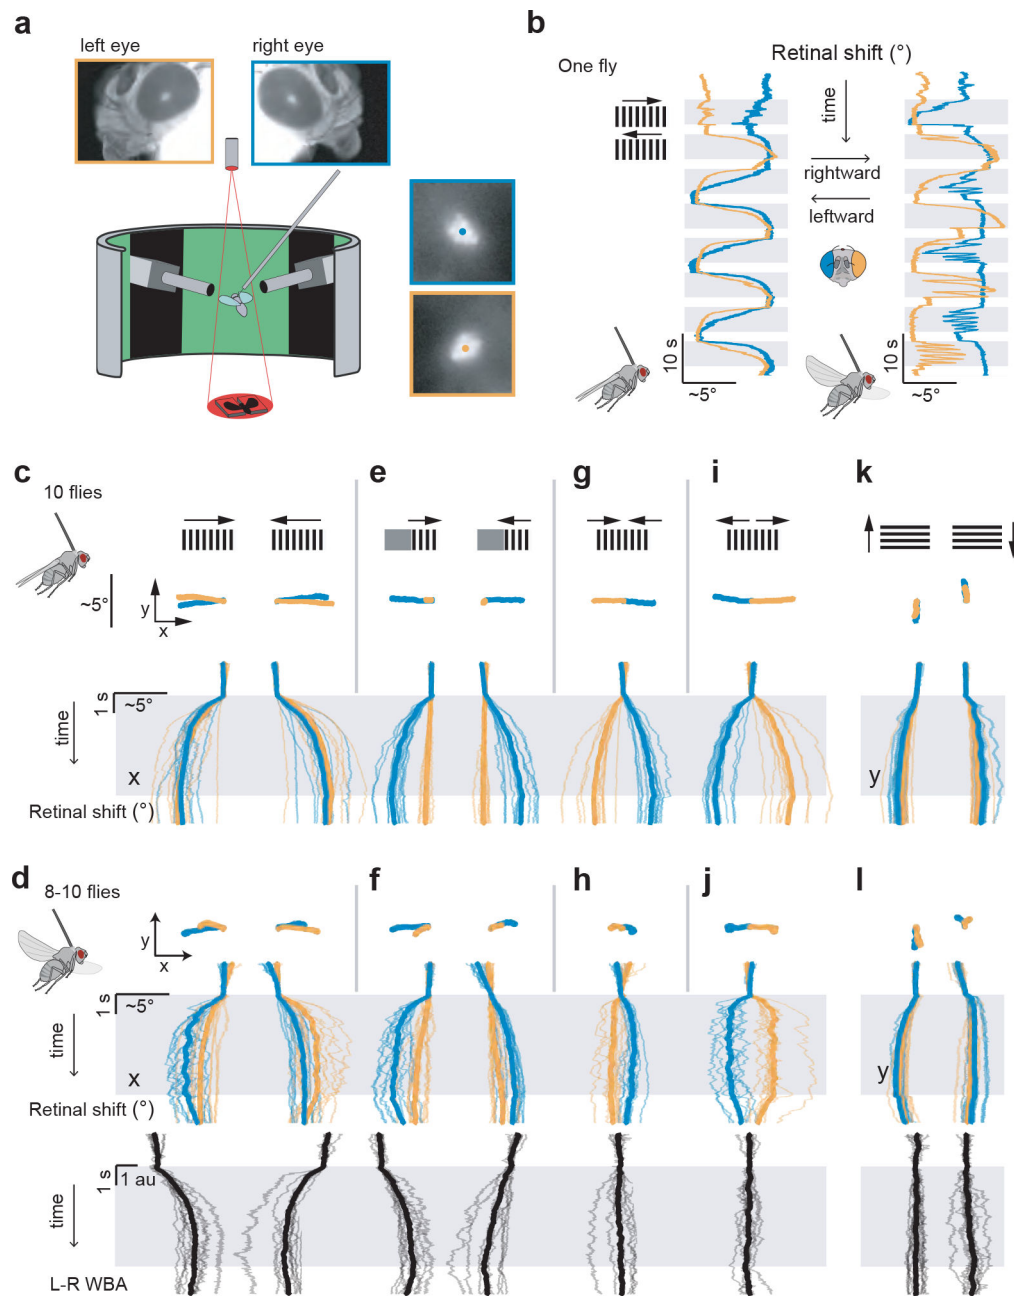 a
left eye
right eye
b
Retinal shift (°)
One fly
time
rightward
leftward
10 s
~5°
10 s
~5°
c
10 flies
e
g
i
k
~5°
y
x
1 s
~5°
time
x
y
Retinal shift (°)
d
8-10 flies
f
h
j
l
y
x
1 s
~5°
time
x
y
Retinal shift (°)
1 s
1 au
time
L-R WBA